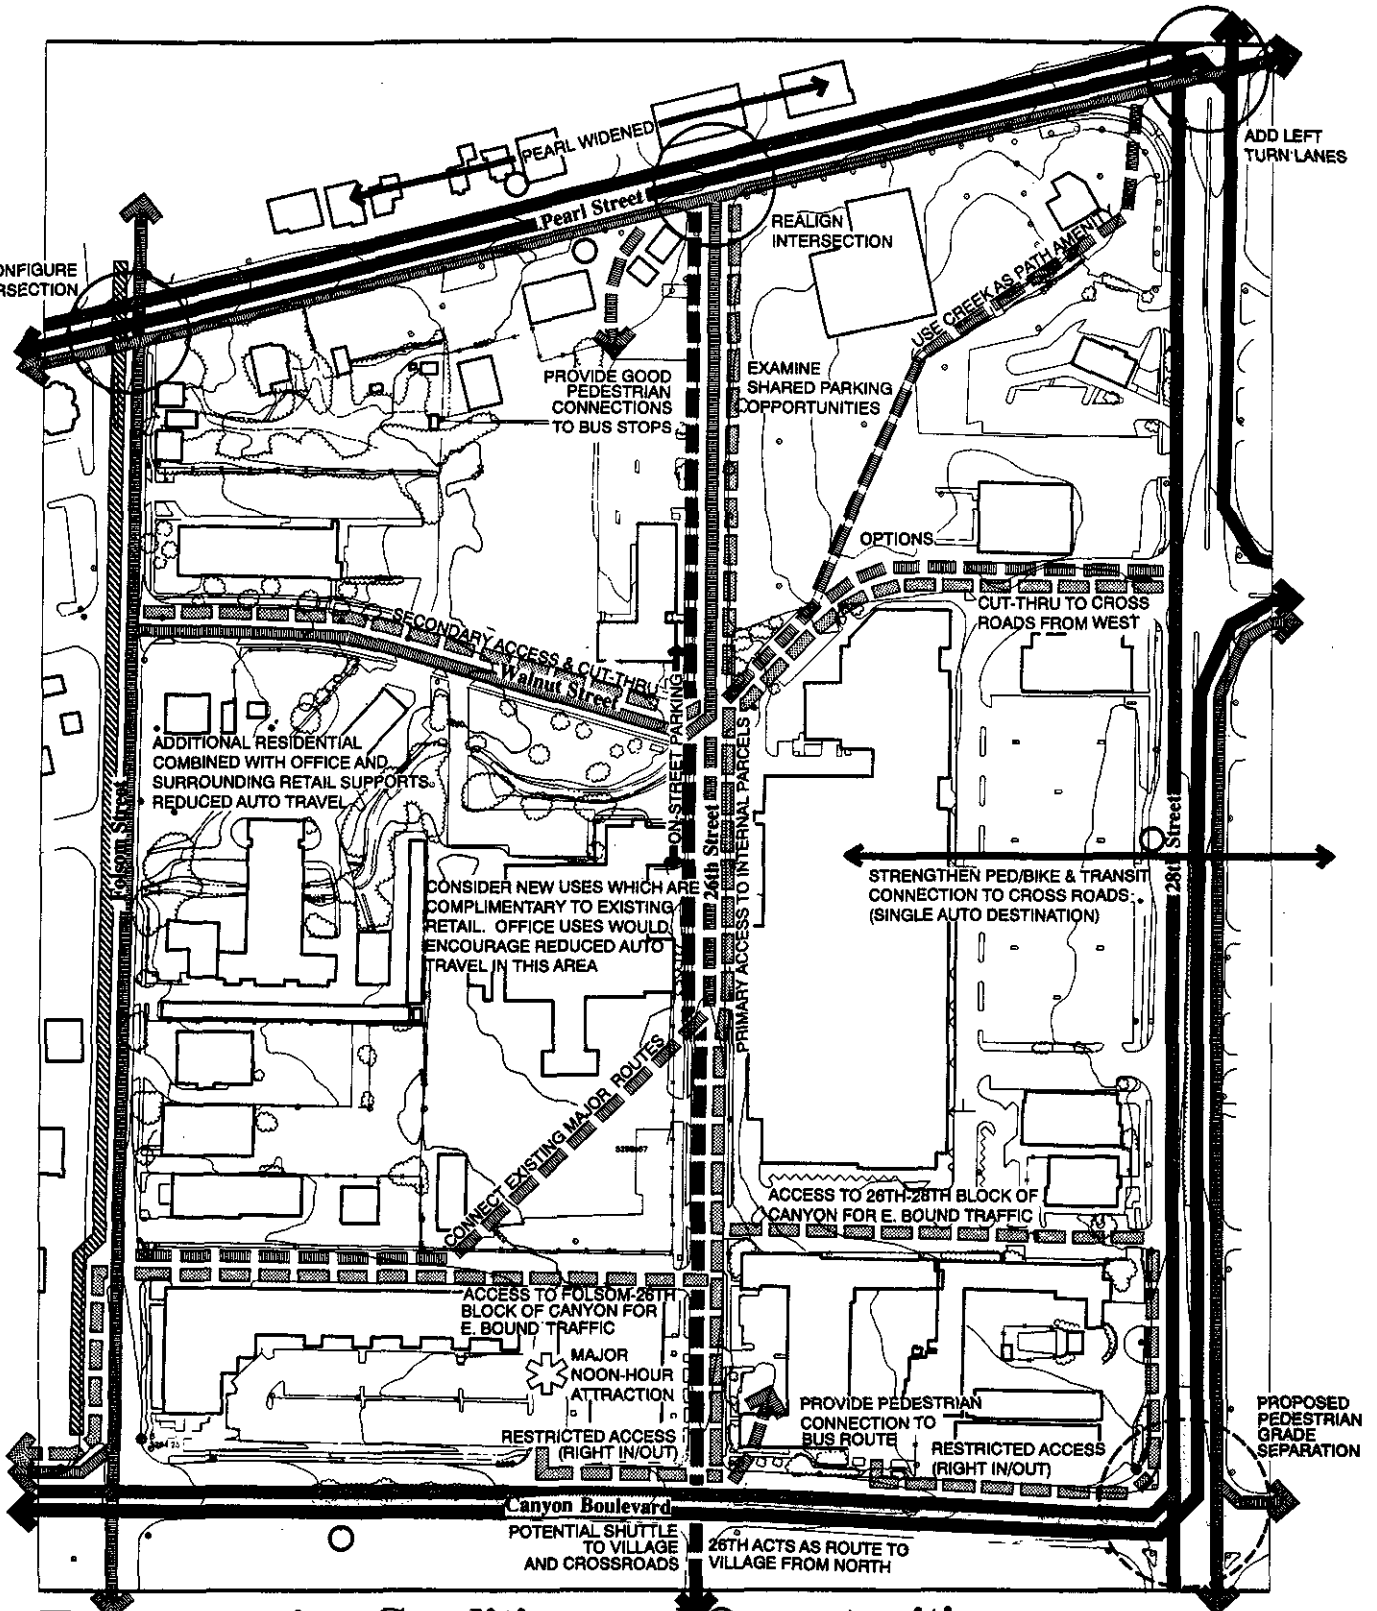 ADD LEFT
TURN LANES
PEARL WIDENED
Pearl Street
REALIGN
INTERSECTION
ONFIGURE
RSECTION
USE CREEK AS PATH AMENITY
PROVIDE GOOD
PEDESTRIAN
CONNECTIONS
TO BUS STOPS
EXAMINE
SHARED PARKING
OPPORTUNITIES
OPTIONS
CUT-THRU TO CROSS
ROADS FROM WEST
SECONDARY ACCESS & CUT-THRU
Walnut Street
ON STREET PARKING
26th Street
PRIMARY ACCESS TO INTERNAL PARCELS
ADDITIONAL RESIDENTIAL
COMBINED WITH OFFICE AND
SURROUNDING RETAIL SUPPORTS
REDUCED AUTO TRAVEL
Folsom Street
28th Street
STRENGTHEN PED/BIKE & TRANSIT
CONNECTION TO CROSS ROADS
(SINGLE AUTO DESTINATION)
CONSIDER NEW USES WHICH ARE
COMPLIMENTARY TO EXISTING
RETAIL. OFFICE USES WOULD
ENCOURAGE REDUCED AUTO
TRAVEL IN THIS AREA
CONNECT EXISTING MAJOR ROUTES
ACCESS TO 26TH-28TH BLOCK OF
CANYON FOR E. BOUND TRAFFIC
ACCESS TO FOLSOM-26TH
BLOCK OF CANYON FOR
E. BOUND TRAFFIC
MAJOR
NOON-HOUR
ATTRACTION
RESTRICTED ACCESS
(RIGHT IN/OUT)
PROVIDE PEDESTRIAN
CONNECTION TO
BUS ROUTE
RESTRICTED ACCESS
(RIGHT IN/OUT)
PROPOSED
PEDESTRIAN
GRADE
SEPARATION
Canyon Boulevard
POTENTIAL SHUTTLE
TO VILLAGE
AND CROSSROADS
26TH ACTS AS ROUTE TO
VILLAGE FROM NORTH